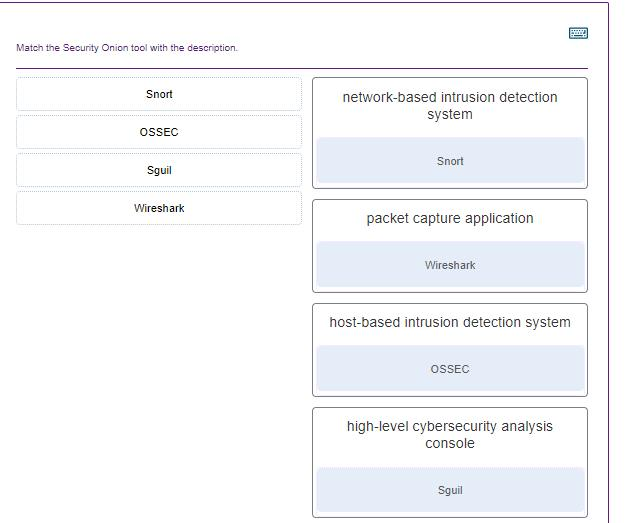 Match the Security Onion tool with the description.
Snort
OSSEC
Sguil
Wireshark
network-based intrusion detection
system
Snort
packet capture application
Wireshark
host-based intrusion detection system
OSSEC
high-level cybersecurity analysis
console
Sguil